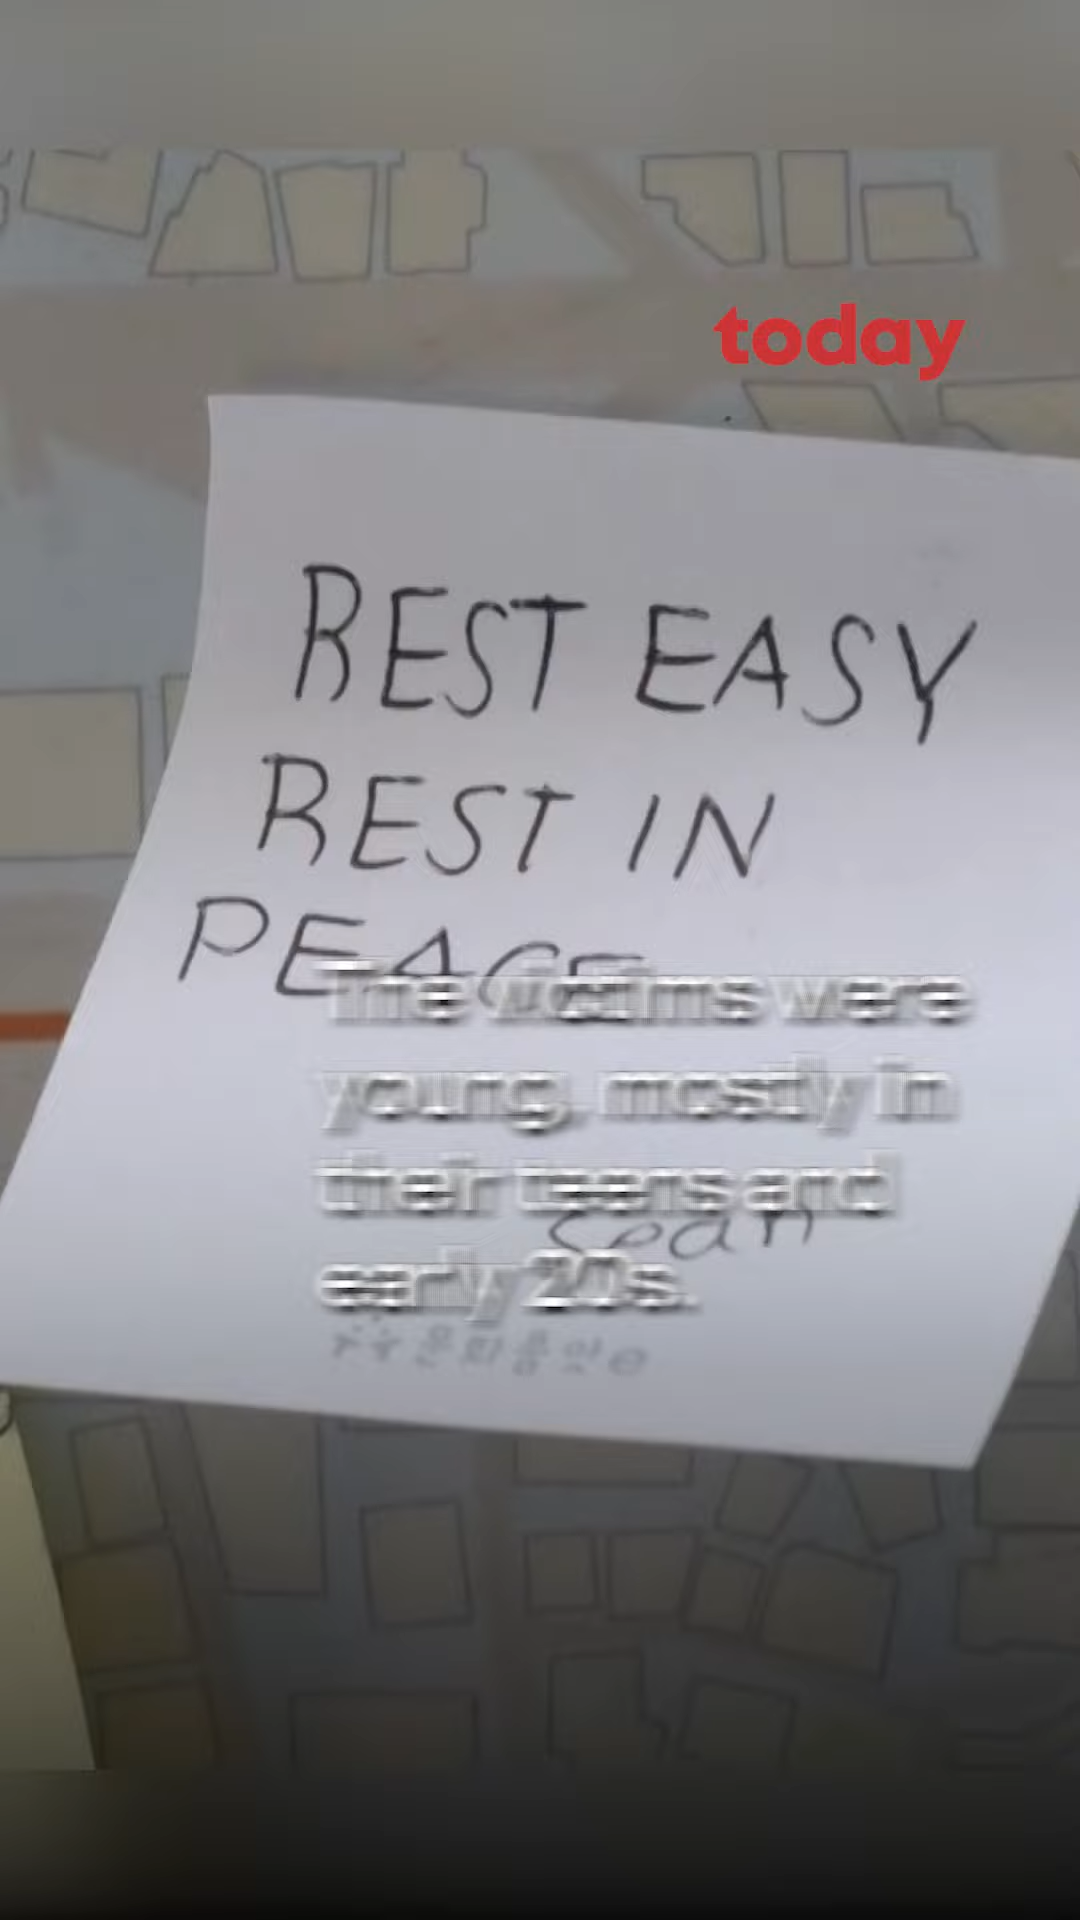 today
REST EASY
REST IN
PEACE
The victims were
young, mostly in
their teens and
early 20s.